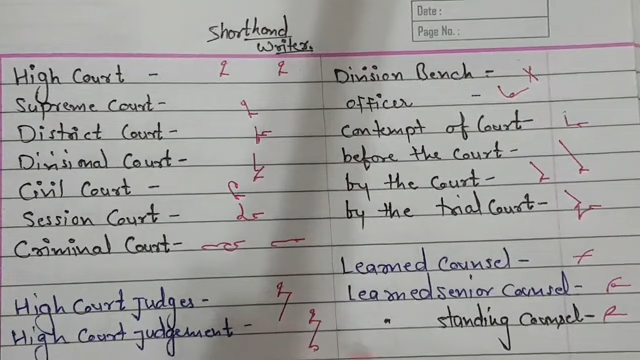 Date :
Page No. :
Shorthand
Writer.
High Court -
Supreme Court -
District Court -
Divisional Court -
Civil Court -
Session Court -
Criminal Court -
High Court Judges -
High Court Judgement -
Division Bench -
officer -
contempt of Court -
before the court -
by the court -
by the trial Court -
Learned Counsel -
Learned senior Counsel -
" standing Counsel -